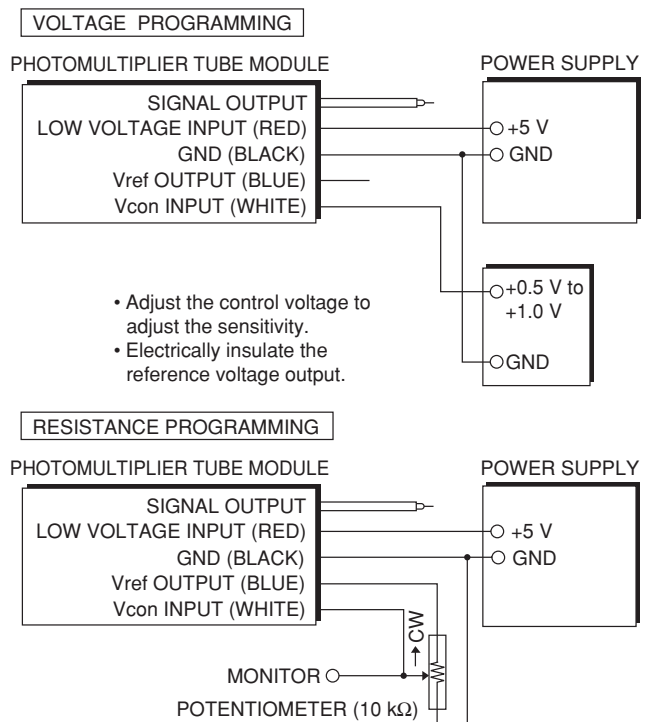 VOLTAGE PROGRAMMING
PHOTOMULTIPLIER TUBE MODULE
POWER SUPPLY
SIGNAL OUTPUT
LOW VOLTAGE INPUT (RED)
GND (BLACK)
Vref OUTPUT (BLUE)
Vcon INPUT (WHITE)
+5 V
GND
+0.5 V to
+1.0 V
GND
• Adjust the control voltage to
adjust the sensitivity.
• Electrically insulate the
reference voltage output.
RESISTANCE PROGRAMMING
PHOTOMULTIPLIER TUBE MODULE
POWER SUPPLY
SIGNAL OUTPUT
LOW VOLTAGE INPUT (RED)
GND (BLACK)
Vref OUTPUT (BLUE)
Vcon INPUT (WHITE)
+5 V
GND
CW
MONITOR
POTENTIOMETER (10 kΩ)